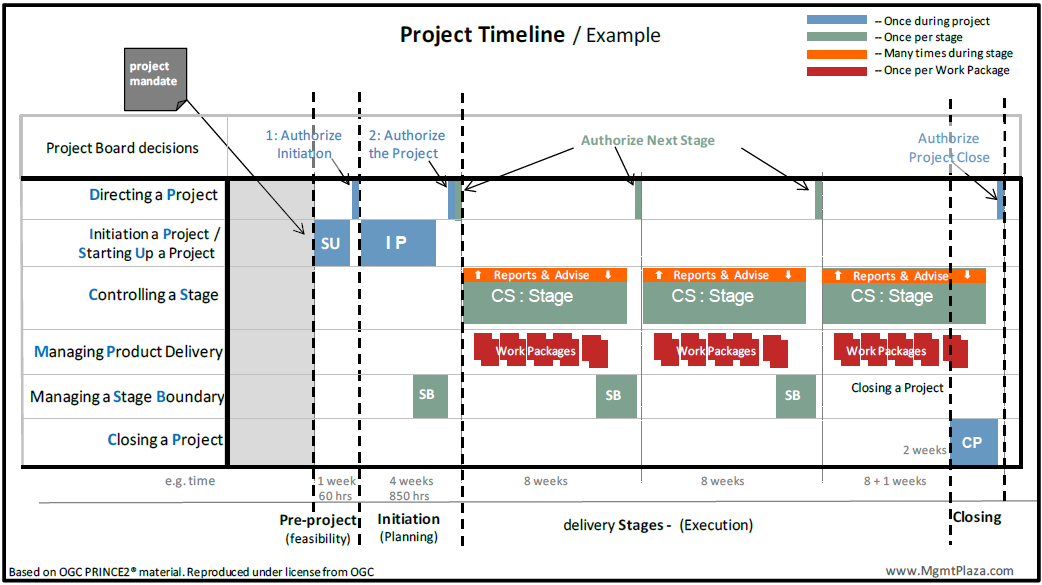 Project Timeline / Example
-- Once during project
-- Once per stage
-- Many times during stage
-- Once per Work Package
project
mandate
Project Board decisions
1: Authorize
Initiation
2: Authorize
the Project
Authorize Next Stage
Authorize
Project Close
Directing a Project
Initiation a Project /
Starting Up a Project
SU
I P
Controlling a Stage
Reports & Advise
CS : Stage
Reports & Advise
CS : Stage
Reports & Advise
CS : Stage
Managing Product Delivery
Work Packages
Work Packages
Work Packages
Managing a Stage Boundary
SB
SB
SB
Closing a Project
Closing a Project
2 weeks
CP
e.g. time
1 week
60 hrs
4 weeks
850 hrs
8 weeks
8 weeks
8 + 1 weeks
Pre-project
(feasibility)
Initiation
(Planning)
delivery Stages - (Execution)
Closing
Based on OGC PRINCE2® material. Reproduced under license from OGC
www.MgmtPlaza.com